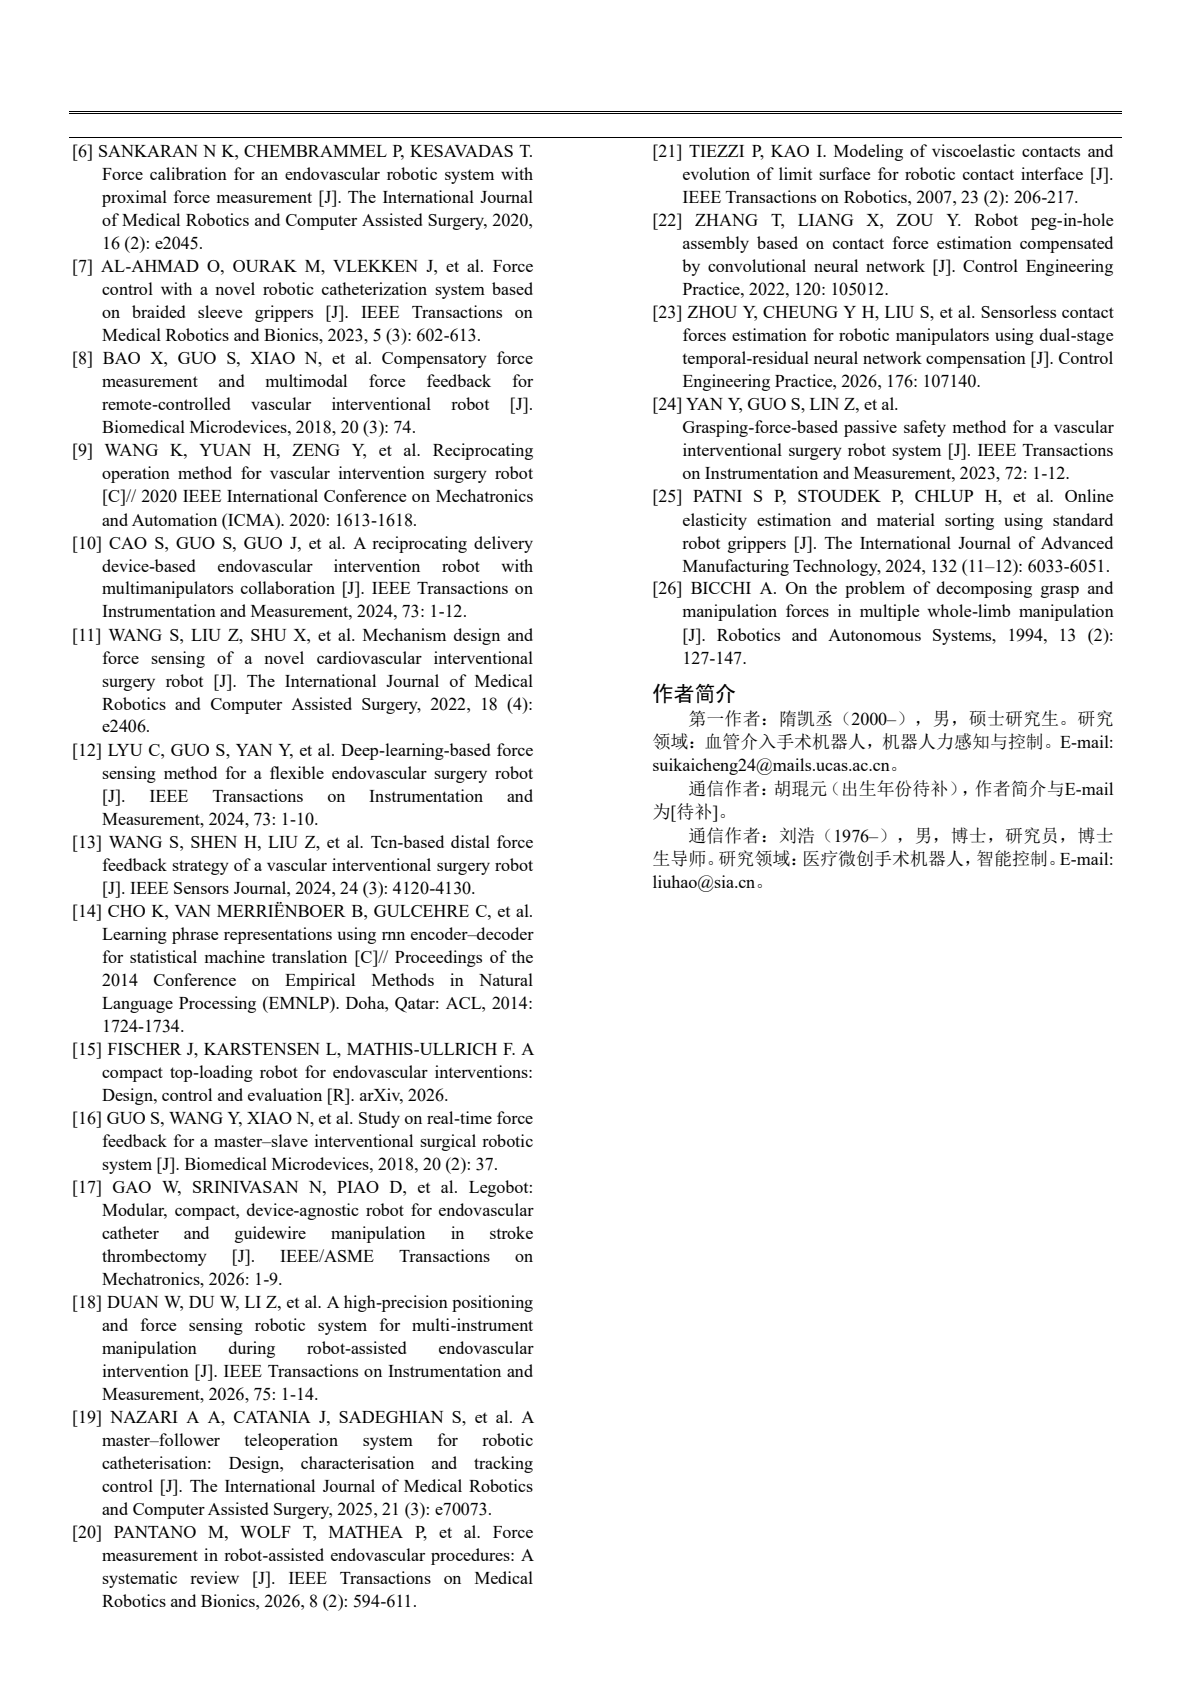 [6] SANKARAN N K, CHEMBRAMMEL P, KESAVADAS T.
Force calibration for an endovascular robotic system with
proximal force measurement [J]. The International Journal
of Medical Robotics and Computer Assisted Surgery, 2020,
16 (2): e2045.
[7] AL-AHMAD O, OURAK M, VLEKKEN J, et al. Force
control with a novel robotic catheterization system based
on braided sleeve grippers [J]. IEEE Transactions on
Medical Robotics and Bionics, 2023, 5 (3): 602-613.
[8] BAO X, GUO S, XIAO N, et al. Compensatory force
measurement and multimodal force feedback for
remote-controlled vascular interventional robot [J].
Biomedical Microdevices, 2018, 20 (3): 74.
[9] WANG K, YUAN H, ZENG Y, et al. Reciprocating
operation method for vascular intervention surgery robot
[C]// 2020 IEEE International Conference on Mechatronics
and Automation (ICMA). 2020: 1613-1618.
[10] CAO S, GUO S, GUO J, et al. A reciprocating delivery
device-based endovascular intervention robot with
multimanipulators collaboration [J]. IEEE Transactions on
Instrumentation and Measurement, 2024, 73: 1-12.
[11] WANG S, LIU Z, SHU X, et al. Mechanism design and
force sensing of a novel cardiovascular interventional
surgery robot [J]. The International Journal of Medical
Robotics and Computer Assisted Surgery, 2022, 18 (4):
e2406.
[12] LYU C, GUO S, YAN Y, et al. Deep-learning-based force
sensing method for a flexible endovascular surgery robot
[J]. IEEE Transactions on Instrumentation and
Measurement, 2024, 73: 1-10.
[13] WANG S, SHEN H, LIU Z, et al. Tcn-based distal force
feedback strategy of a vascular interventional surgery robot
[J]. IEEE Sensors Journal, 2024, 24 (3): 4120-4130.
[14] CHO K, VAN MERRIËNBOER B, GULCEHRE C, et al.
Learning phrase representations using rnn encoder–decoder
for statistical machine translation [C]// Proceedings of the
2014 Conference on Empirical Methods in Natural
Language Processing (EMNLP). Doha, Qatar: ACL, 2014:
1724-1734.
[15] FISCHER J, KARSTENSEN L, MATHIS-ULLRICH F. A
compact top-loading robot for endovascular interventions:
Design, control and evaluation [R]. arXiv, 2026.
[16] GUO S, WANG Y, XIAO N, et al. Study on real-time force
feedback for a master–slave interventional surgical robotic
system [J]. Biomedical Microdevices, 2018, 20 (2): 37.
[17] GAO W, SRINIVASAN N, PIAO D, et al. Legobot:
Modular, compact, device-agnostic robot for endovascular
catheter and guidewire manipulation in stroke
thrombectomy [J]. IEEE/ASME Transactions on
Mechatronics, 2026: 1-9.
[18] DUAN W, DU W, LI Z, et al. A high-precision positioning
and force sensing robotic system for multi-instrument
manipulation during robot-assisted endovascular
intervention [J]. IEEE Transactions on Instrumentation and
Measurement, 2026, 75: 1-14.
[19] NAZARI A A, CATANIA J, SADEGHIAN S, et al. A
master–follower teleoperation system for robotic
catheterisation: Design, characterisation and tracking
control [J]. The International Journal of Medical Robotics
and Computer Assisted Surgery, 2025, 21 (3): e70073.
[20] PANTANO M, WOLF T, MATHEA P, et al. Force
measurement in robot-assisted endovascular procedures: A
systematic review [J]. IEEE Transactions on Medical
Robotics and Bionics, 2026, 8 (2): 594-611.
[21] TIEZZI P, KAO I. Modeling of viscoelastic contacts and
evolution of limit surface for robotic contact interface [J].
IEEE Transactions on Robotics, 2007, 23 (2): 206-217.
[22] ZHANG T, LIANG X, ZOU Y. Robot peg-in-hole
assembly based on contact force estimation compensated
by convolutional neural network [J]. Control Engineering
Practice, 2022, 120: 105012.
[23] ZHOU Y, CHEUNG Y H, LIU S, et al. Sensorless contact
forces estimation for robotic manipulators using dual-stage
temporal-residual neural network compensation [J]. Control
Engineering Practice, 2026, 176: 107140.
[24] YAN Y, GUO S, LIN Z, et al.
Grasping-force-based passive safety method for a vascular
interventional surgery robot system [J]. IEEE Transactions
on Instrumentation and Measurement, 2023, 72: 1-12.
[25] PATNI S P, STOUDEK P, CHLUP H, et al. Online
elasticity estimation and material sorting using standard
robot grippers [J]. The International Journal of Advanced
Manufacturing Technology, 2024, 132 (11–12): 6033-6051.
[26] BICCHI A. On the problem of decomposing grasp and
manipulation forces in multiple whole-limb manipulation
[J]. Robotics and Autonomous Systems, 1994, 13 (2):
127-147.
作者简介
第一作者：隋凯丞（2000–），男，硕士研究生。研究
领域：血管介入手术机器人，机器人力感知与控制。E-mail:
suikaicheng24@mails.ucas.ac.cn。
通信作者：胡琨元（出生年份待补），作者简介与E-mail
为[待补]。
通信作者：刘浩（1976–），男，博士，研究员，博士
生导师。研究领域：医疗微创手术机器人，智能控制。E-mail:
liuhao@sia.cn。